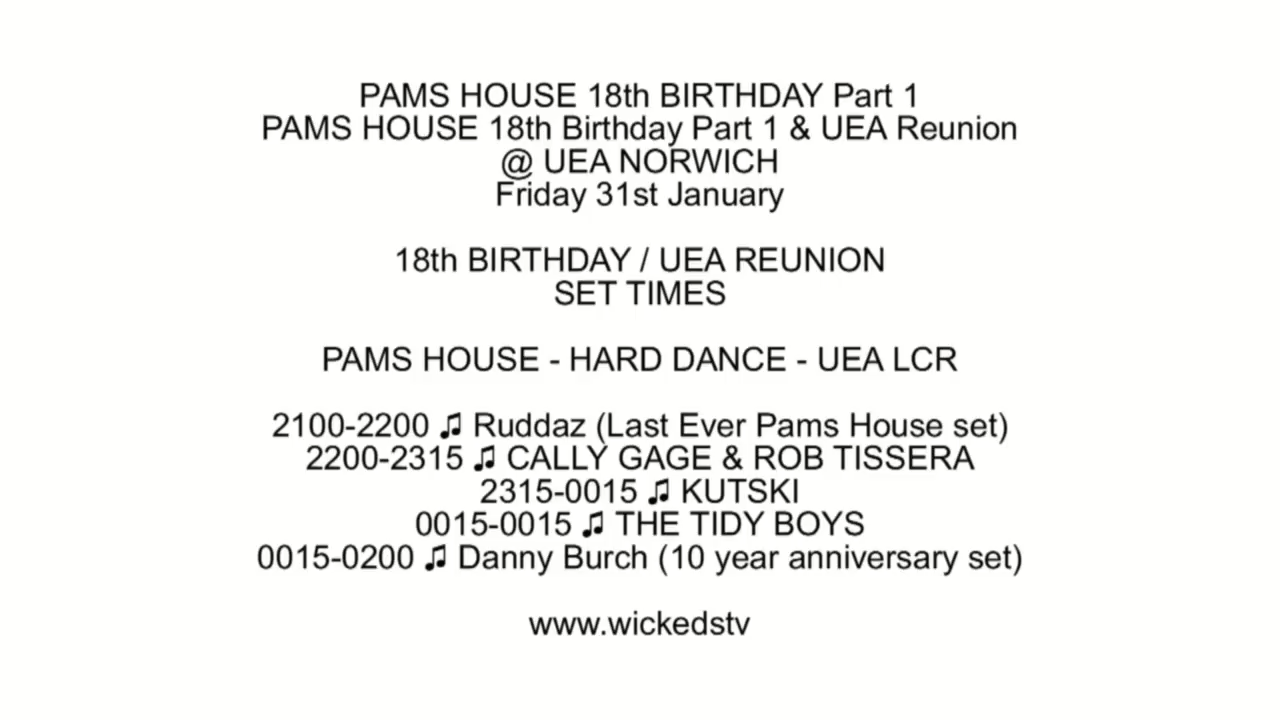 PAMS HOUSE 18th BIRTHDAY Part 1
PAMS HOUSE 18th Birthday Part 1 & UEA Reunion
@ UEA NORWICH
Friday 31st January
18th BIRTHDAY / UEA REUNION
SET TIMES
PAMS HOUSE - HARD DANCE - UEA LCR
2100-2200 ♫ Ruddaz (Last Ever Pams House set)
2200-2315 ♫ CALLY GAGE & ROB TISSERA
2315-0015 ♫ KUTSKI
0015-0015 ♫ THE TIDY BOYS
0015-0200 ♫ Danny Burch (10 year anniversary set)
www.wickedstv